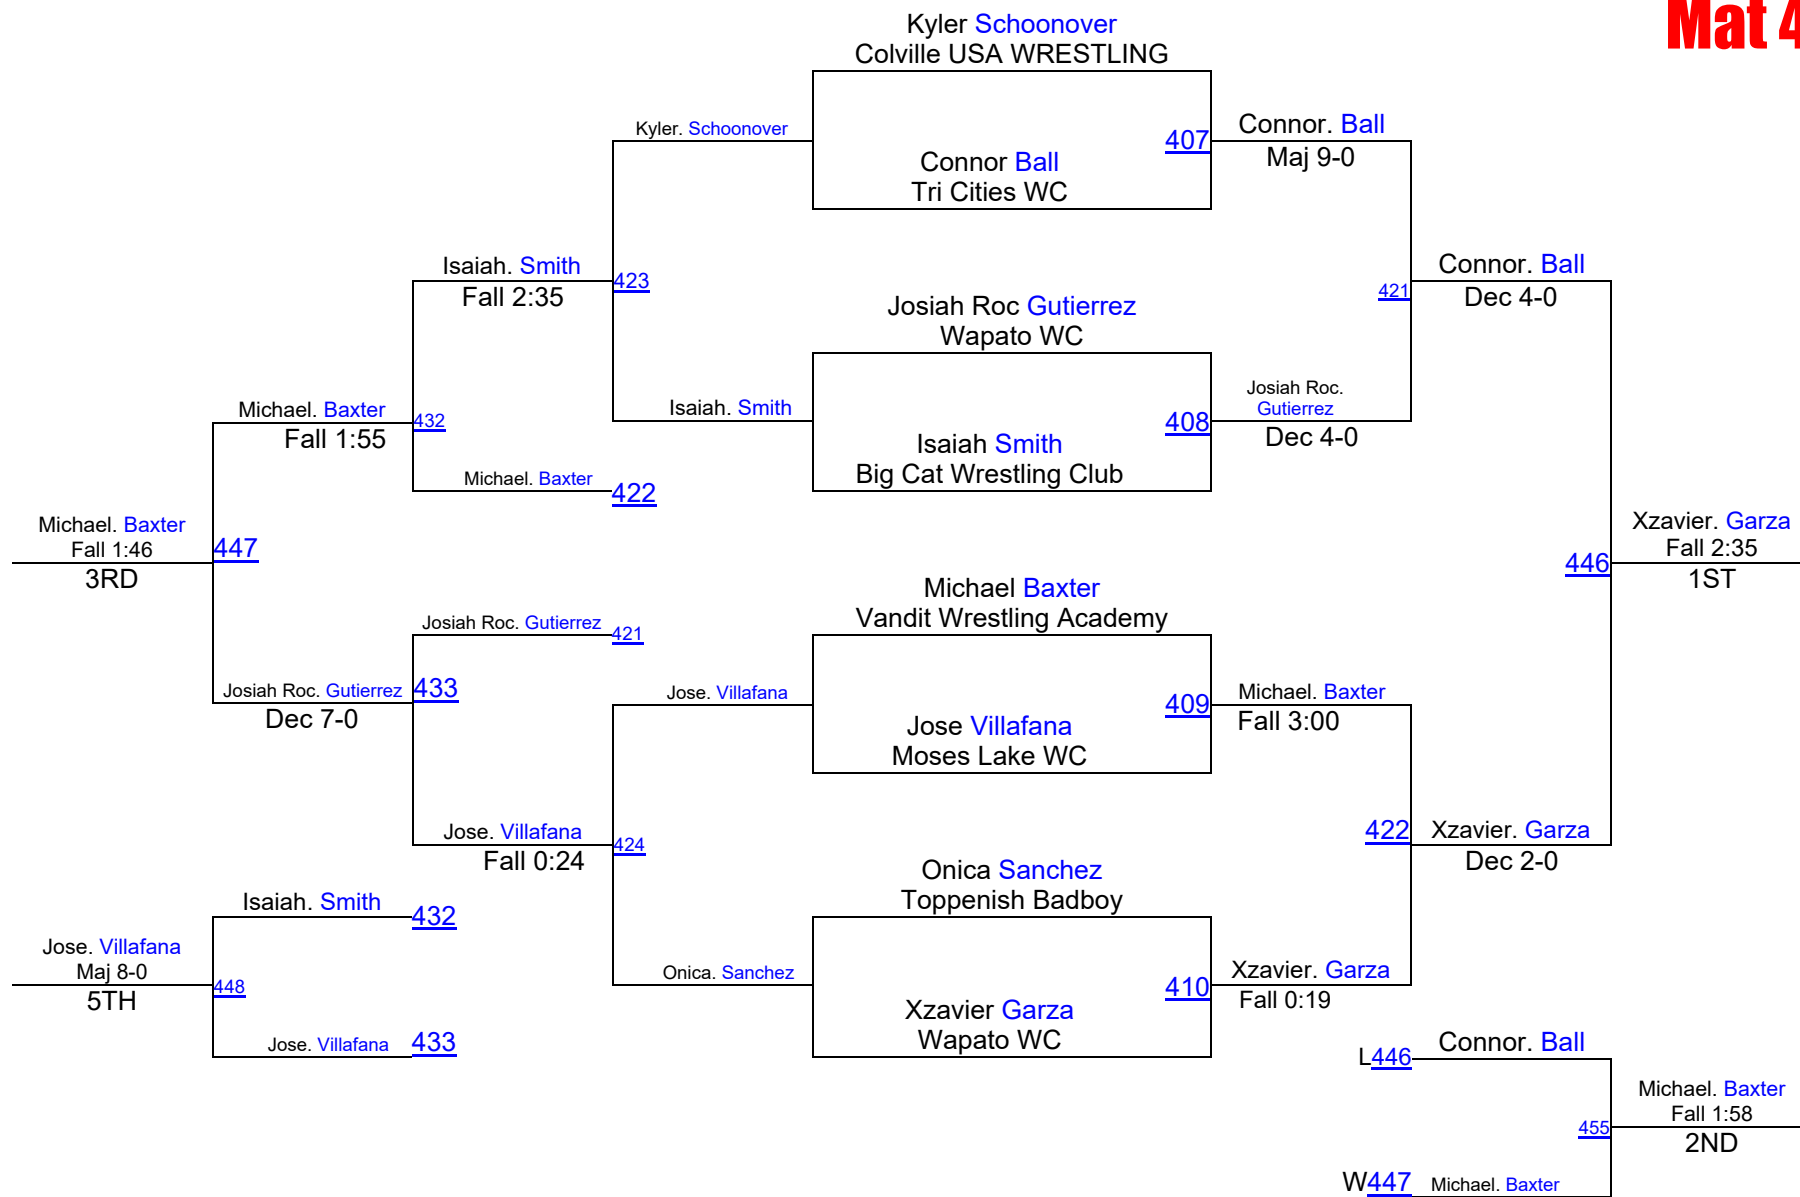 Mat 4
Kyler Schoonover
Colville USA WRESTLING
Kyler. Schoonover
407
Connor. Ball
Maj 9-0
Connor Ball
Tri Cities WC
Isaiah. Smith
Fall 2:35
423
Connor. Ball
Dec 4-0
421
Josiah Roc Gutierrez
Wapato WC
Isaiah. Smith
408
Josiah Roc.
Gutierrez
Dec 4-0
Isaiah Smith
Big Cat Wrestling Club
Michael. Baxter
Fall 1:55
432
Michael. Baxter
422
Michael. Baxter
Fall 1:46
3RD
447
446
Xzavier. Garza
Fall 2:35
1ST
Michael Baxter
Vandit Wrestling Academy
Josiah Roc. Gutierrez
421
Josiah Roc. Gutierrez
Dec 7-0
433
Jose. Villafana
409
Michael. Baxter
Fall 3:00
Jose Villafana
Moses Lake WC
Jose. Villafana
Fall 0:24
424
422
Xzavier. Garza
Dec 2-0
Onica Sanchez
Toppenish Badboy
Isaiah. Smith
432
Jose. Villafana
Maj 8-0
5TH
448
Onica. Sanchez
410
Xzavier. Garza
Fall 0:19
Xzavier Garza
Wapato WC
Jose. Villafana
433
L446
Connor. Ball
455
Michael. Baxter
Fall 1:58
2ND
W447
Michael. Baxter